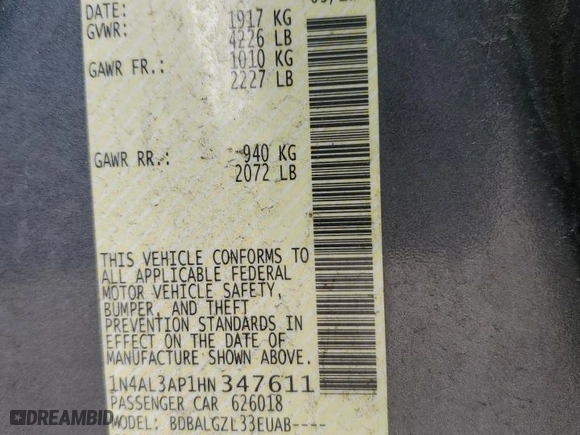 DATE:
GVWR: 1917 KG
4226 LB
GAWR FR.: 1010 KG
2227 LB
GAWR RR.: 940 KG
2072 LB
THIS VEHICLE CONFORMS TO
ALL APPLICABLE FEDERAL
MOTOR VEHICLE SAFETY,
BUMPER, AND THEFT
PREVENTION STANDARDS IN
EFFECT ON THE DATE OF
MANUFACTURE SHOWN ABOVE.
1N4AL3AP1HN347611
PASSENGER CAR 626018
MODEL: BDBALGZL33EUAB----
AUTOBIDCAR.COM